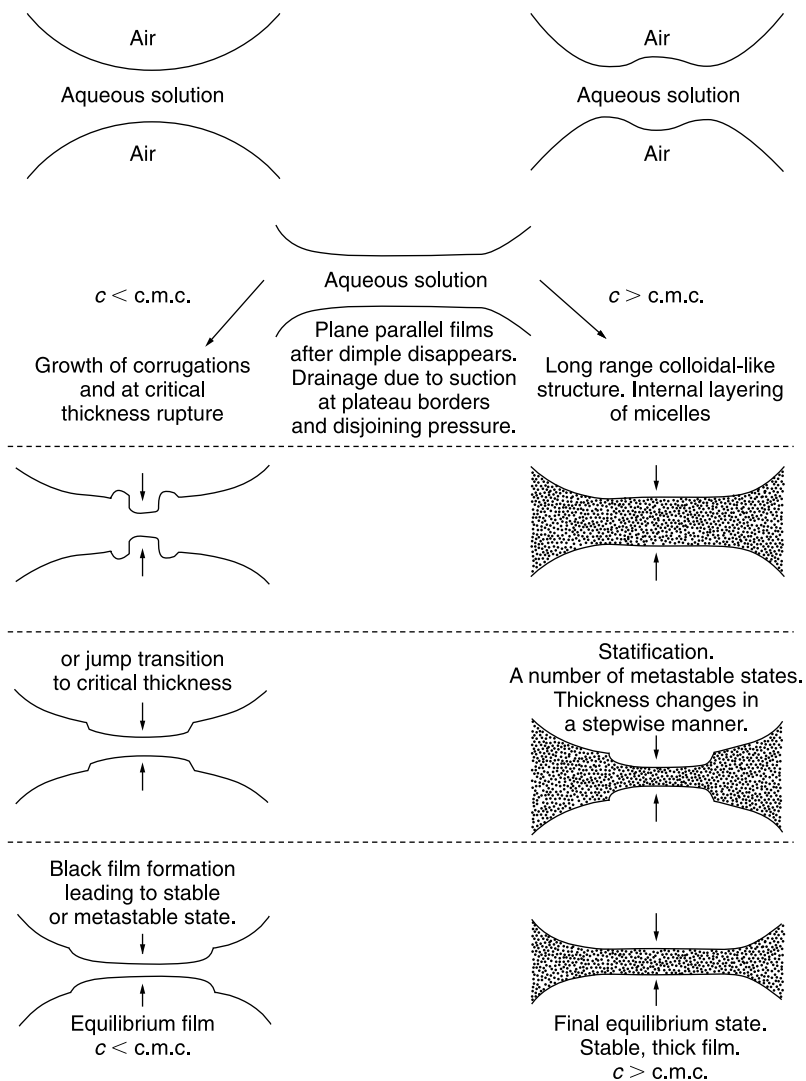 Air
Aqueous solution
Air
Air
Aqueous solution
Air
Aqueous solution
c < c.m.c.
c > c.m.c.
Growth of corrugations
and at critical
thickness rupture
Plane parallel films
after dimple disappears.
Drainage due to suction
at plateau borders
and disjoining pressure.
Long range colloidal-like
structure. Internal layering
of micelles
or jump transition
to critical thickness
Statification.
A number of metastable states.
Thickness changes in
a stepwise manner.
Black film formation
leading to stable
or metastable state.
Equilibrium film
c < c.m.c.
Final equilibrium state.
Stable, thick film.
c > c.m.c.